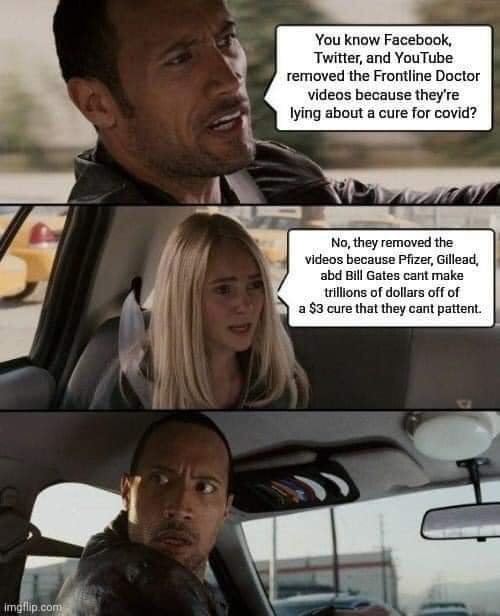 You know Facebook,
Twitter, and YouTube
removed the Frontline Doctor
videos because they're
lying about a cure for covid?
No, they removed the
videos because Pfizer, Gillead,
abd Bill Gates cant make
trillions of dollars off of
a $3 cure that they cant pattent.
imgflip.com